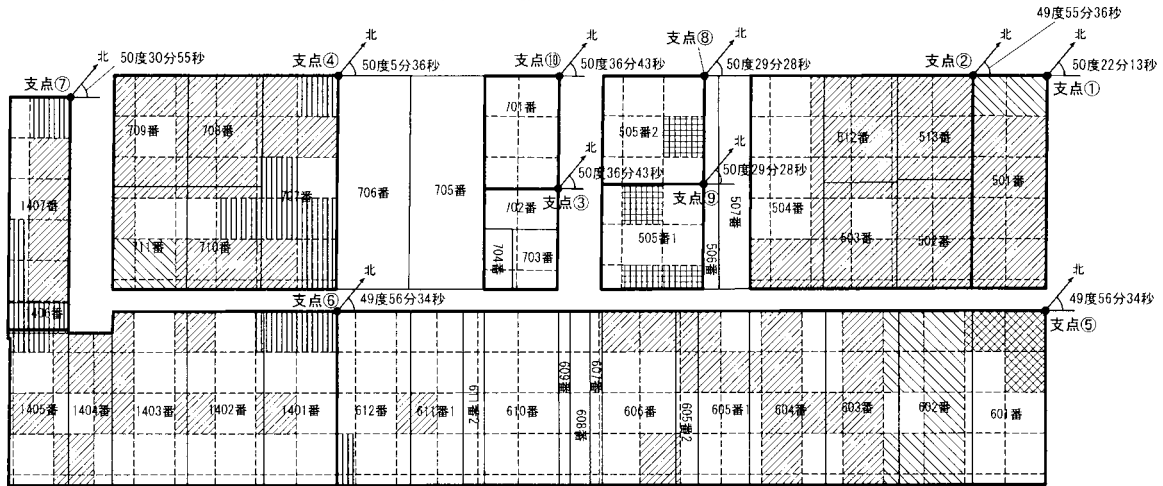 49度55分36秒
北
50度30分55秒
支点⑦
北
50度5分36秒
支点④
北
50度36分43秒
支点⑩
北
50度29分28秒
支点⑧
北
支点②
北
50度22分13秒
支点①
709番
708番
701番
505番2
512番
513番
501番
北
50度36分43秒
支点③
北
50度29分28秒
支点⑨
1407番
707番
706番
705番
702番
507番
504番
711番
710番
704番
703番
505番1
506番
503番
502番
1406番
支点⑥
北
49度56分34秒
北
49度56分34秒
支点⑤
609番
607番
1405番
1404番
1403番
1402番
1401番
612番
611番1
611番2
610番
608番
606番
605番2
605番1
604番
603番
602番
601番